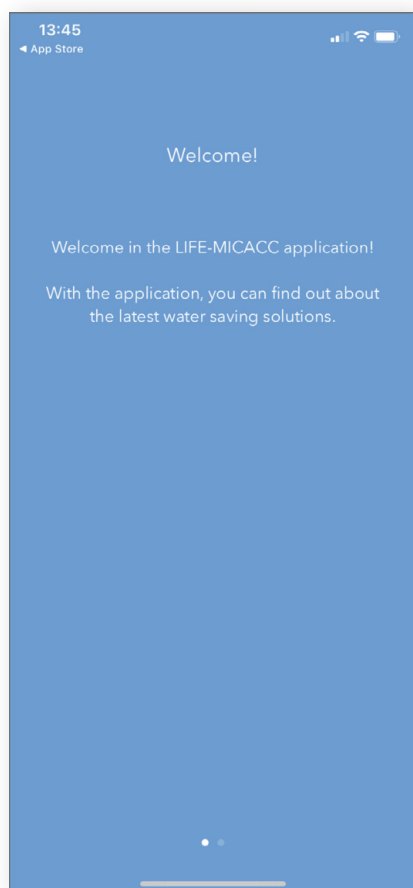 13:45
◀ App Store
Welcome!
Welcome in the LIFE-MICACC application!
With the application, you can find out about
the latest water saving solutions.